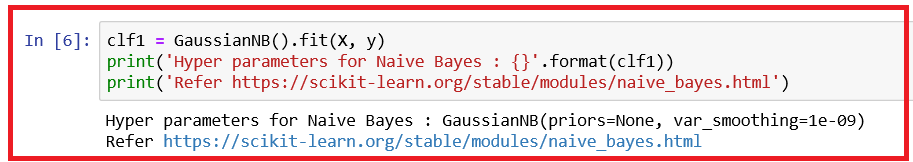 In [6]: clf1 = GaussianNB().fit(X, y)
print('Hyper parameters for Naive Bayes : {}'.format(clf1))
print('Refer https://scikit-learn.org/stable/modules/naive_bayes.html')
Hyper parameters for Naive Bayes : GaussianNB(priors=None, var_smoothing=1e-09)
Refer https://scikit-learn.org/stable/modules/naive_bayes.html